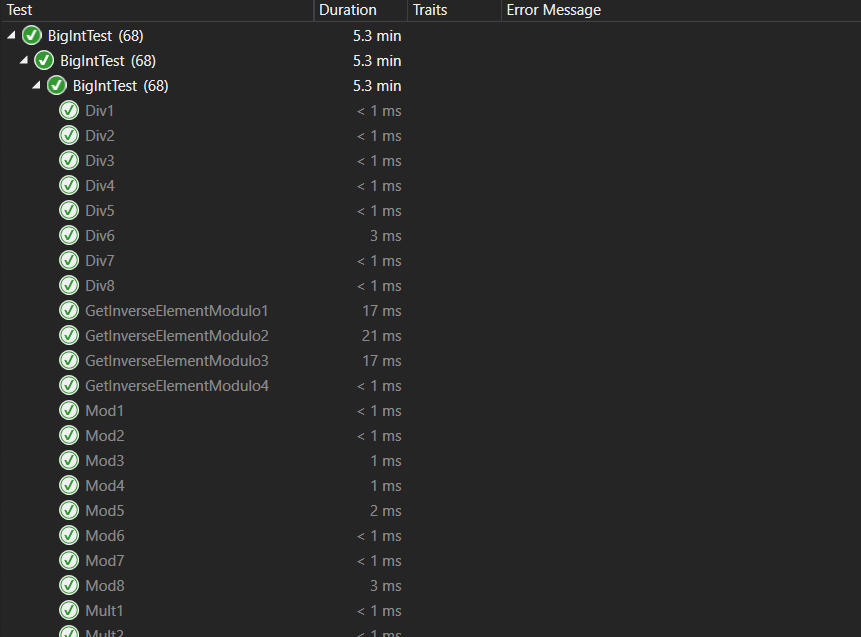 Test Duration Traits Error Message
BigIntTest (68) 5.3 min
BigIntTest (68) 5.3 min
BigIntTest (68) 5.3 min
Div1 < 1 ms
Div2 < 1 ms
Div3 < 1 ms
Div4 < 1 ms
Div5 < 1 ms
Div6 3 ms
Div7 < 1 ms
Div8 < 1 ms
GetInverseElementModulo1 17 ms
GetInverseElementModulo2 21 ms
GetInverseElementModulo3 17 ms
GetInverseElementModulo4 < 1 ms
Mod1 < 1 ms
Mod2 < 1 ms
Mod3 1 ms
Mod4 1 ms
Mod5 2 ms
Mod6 < 1 ms
Mod7 < 1 ms
Mod8 3 ms
Mult1 < 1 ms
Mult2 < 1 ms